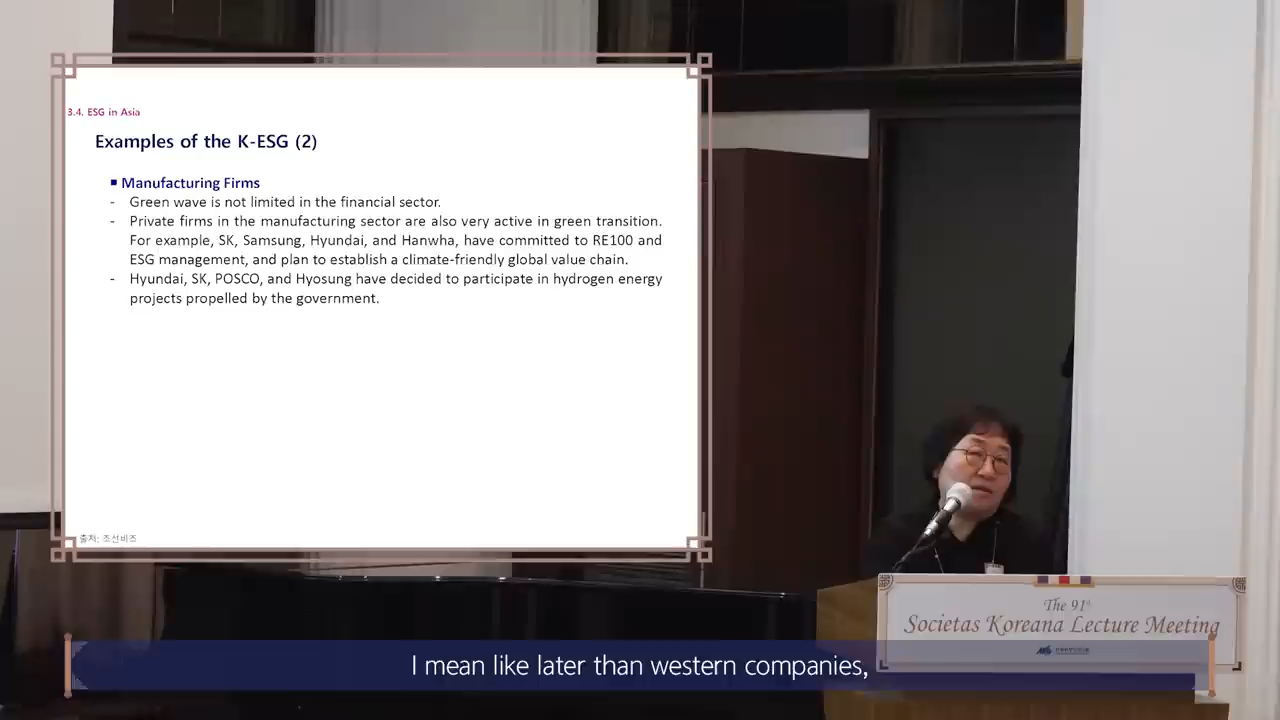 3.4. ESG in Asia
Examples of the K-ESG (2)
■ Manufacturing Firms
- Green wave is not limited in the financial sector.
- Private firms in the manufacturing sector are also very active in green transition.
For example, SK, Samsung, Hyundai, and Hanwha, have committed to RE100 and
ESG management, and plan to establish a climate-friendly global value chain.
- Hyundai, SK, POSCO, and Hyosung have decided to participate in hydrogen energy
projects propelled by the government.
출처: 조선비즈
The 91st
Societas Koreana Lecture Meeting
I mean like later than western companies,